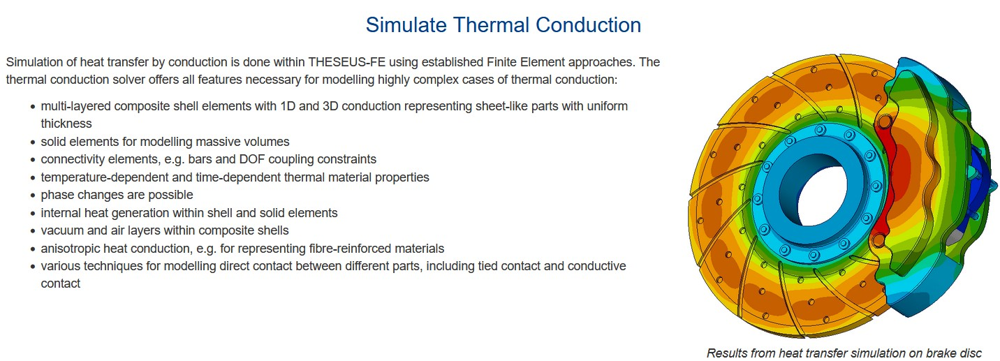 Simulate Thermal Conduction
Simulation of heat transfer by conduction is done within THESEUS-FE using established Finite Element approaches. The
thermal conduction solver offers all features necessary for modelling highly complex cases of thermal conduction:
• multi-layered composite shell elements with 1D and 3D conduction representing sheet-like parts with uniform
thickness
• solid elements for modelling massive volumes
• connectivity elements, e.g. bars and DOF coupling constraints
• temperature-dependent and time-dependent thermal material properties
• phase changes are possible
• internal heat generation within shell and solid elements
• vacuum and air layers within composite shells
• anisotropic heat conduction, e.g. for representing fibre-reinforced materials
• various techniques for modelling direct contact between different parts, including tied contact and conductive
contact
Results from heat transfer simulation on brake disc